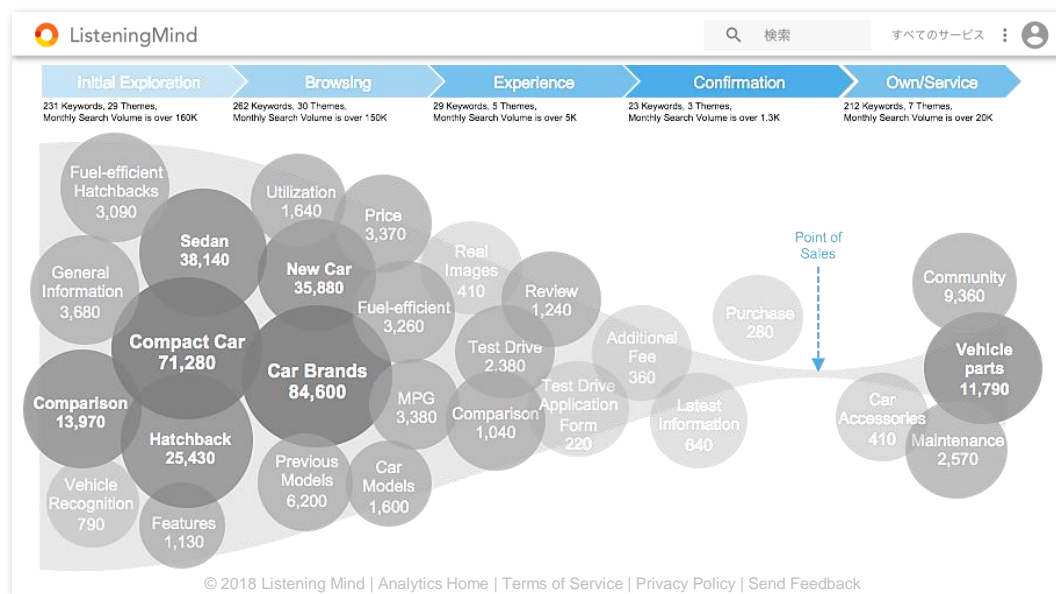 ListeningMind
検索
すべてのサービス
Initial Exploration
Browsing
Experience
Confirmation
Own/Service
231 Keywords, 29 Themes,
Monthly Search Volume is over 160K
262 Keywords, 30 Themes,
Monthly Search Volume is over 150K
29 Keywords, 5 Themes,
Monthly Search Volume is over 5K
23 Keywords, 3 Themes,
Monthly Search Volume is over 1.3K
212 Keywords, 7 Themes,
Monthly Search Volume is over 20K
Fuel-efficient
Hatchbacks
3,090
Sedan
38,140
General
Information
3,680
Compact Car
71,280
Comparison
13,970
Hatchback
25,430
Vehicle
Recognition
790
Features
1,130
Utilization
1,640
Price
3,370
New Car
35,880
Fuel-efficient
3,260
Car Brands
84,600
MPG
3,380
Previous
Models
6,200
Car
Models
1,600
Real
Images
410
Review
1,240
Test Drive
2.380
Comparison
1,040
Test Drive
Application
Form
220
Additional
Fee
360
Latest
Information
640
Purchase
280
Point of
Sales
Community
9,360
Vehicle
parts
11,790
Car
Accessories
410
Maintenance
2,570
© 2018 Listening Mind | Analytics Home | Terms of Service | Privacy Policy | Send Feedback